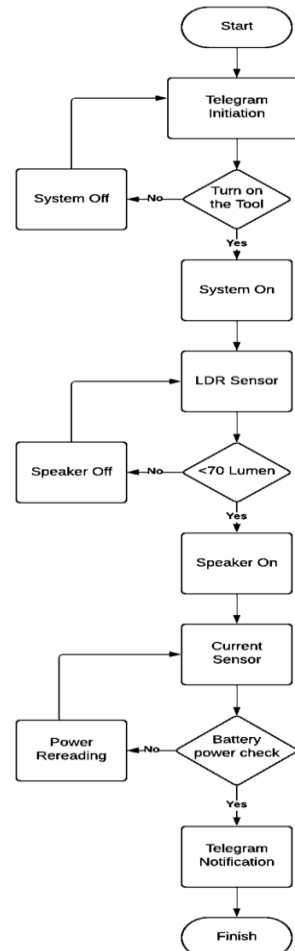 Start
Telegram
Initiation
System Off
No
Turn on
the Tool
Yes
System On
LDR Sensor
Speaker Off
No
<70 Lumen
Yes
Speaker On
Yes
Current
Sensor
Power
Rereading
No
Battery
power check
Yes
Telegram
Notification
Finish